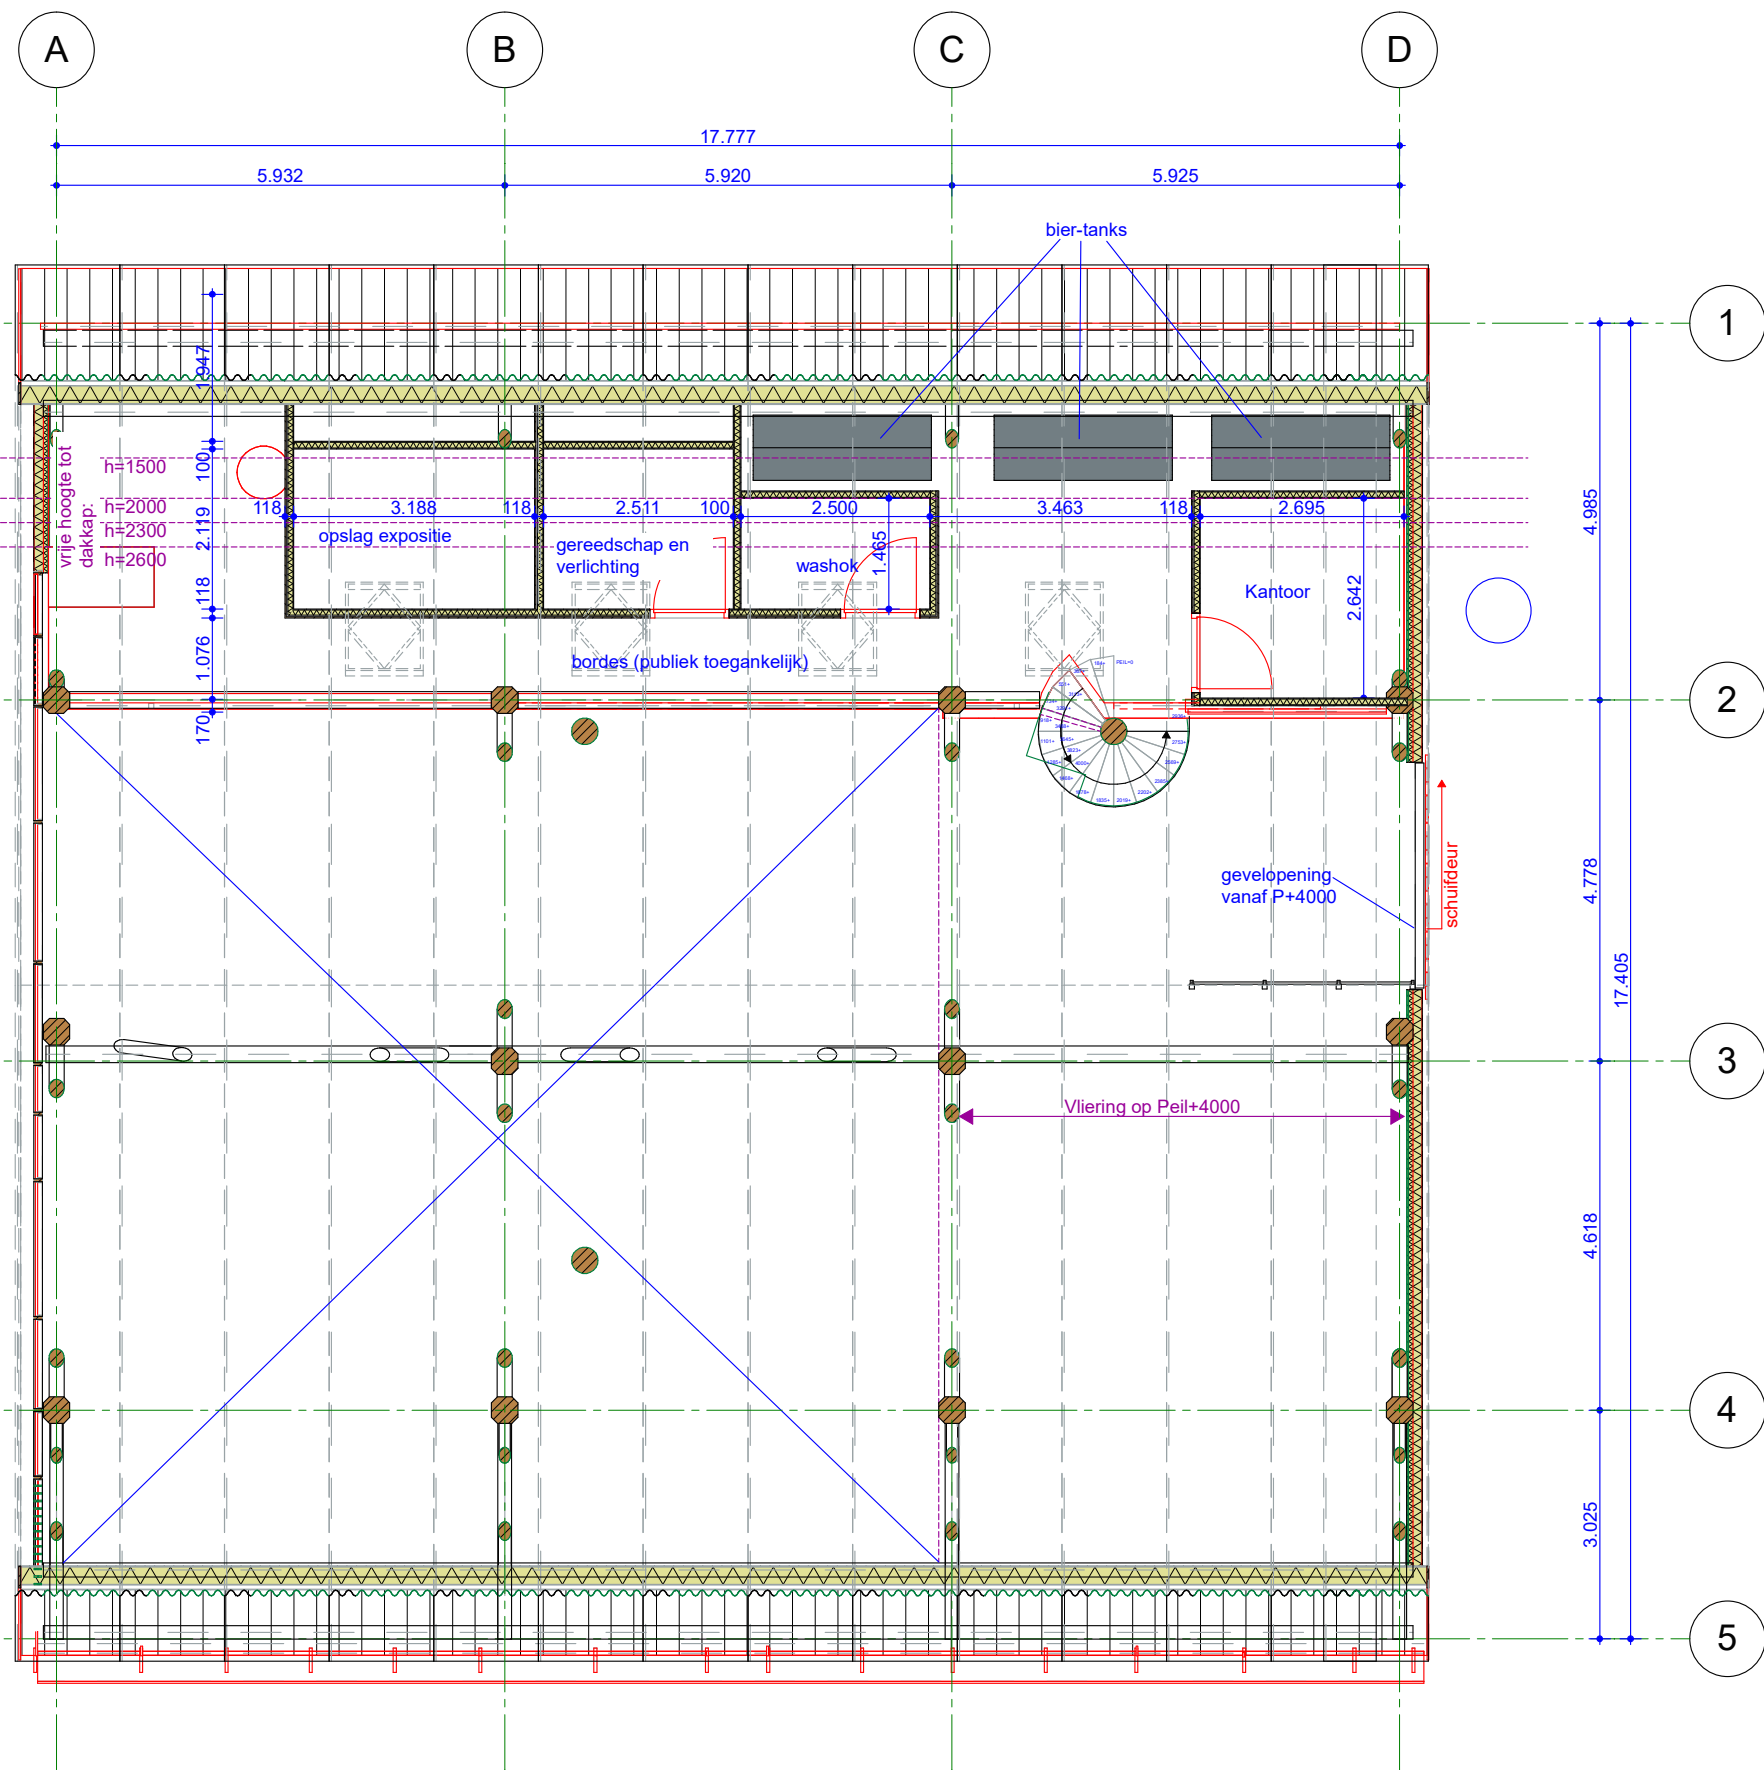 A
B
C
D
17.777
5.932
5.920
5.925
bier-tanks
1
1.947
vrije hoogte tot
dakkap:
h=1500
h=2000
h=2300
h=2600
100
2.119
118
1.076
170
118
3.188
118
2.511
100
2.500
3.463
118
2.695
opslag expositie
gereedschap en
verlichting
washok
1.465
Kantoor
2.642
4.985
bordes (publiek toegankelijk)
PEIL=0
2
gevelopening
vanaf P+4000
schuifdeur
4.778
17.405
3
Vliering op Peil+4000
4.618
4
3.025
5